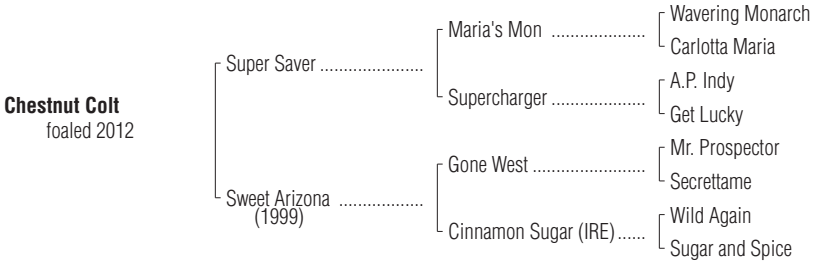 Chestnut Colt
foaled 2012
Super Saver ......................
Sweet Arizona ..................
(1999)
Maria's Mon ....................
Supercharger ....................
Gone West ........................
Cinnamon Sugar (IRE) ......
Wavering Monarch
Carlotta Maria
A.P. Indy
Get Lucky
Mr. Prospector
Secrettame
Wild Again
Sugar and Spice